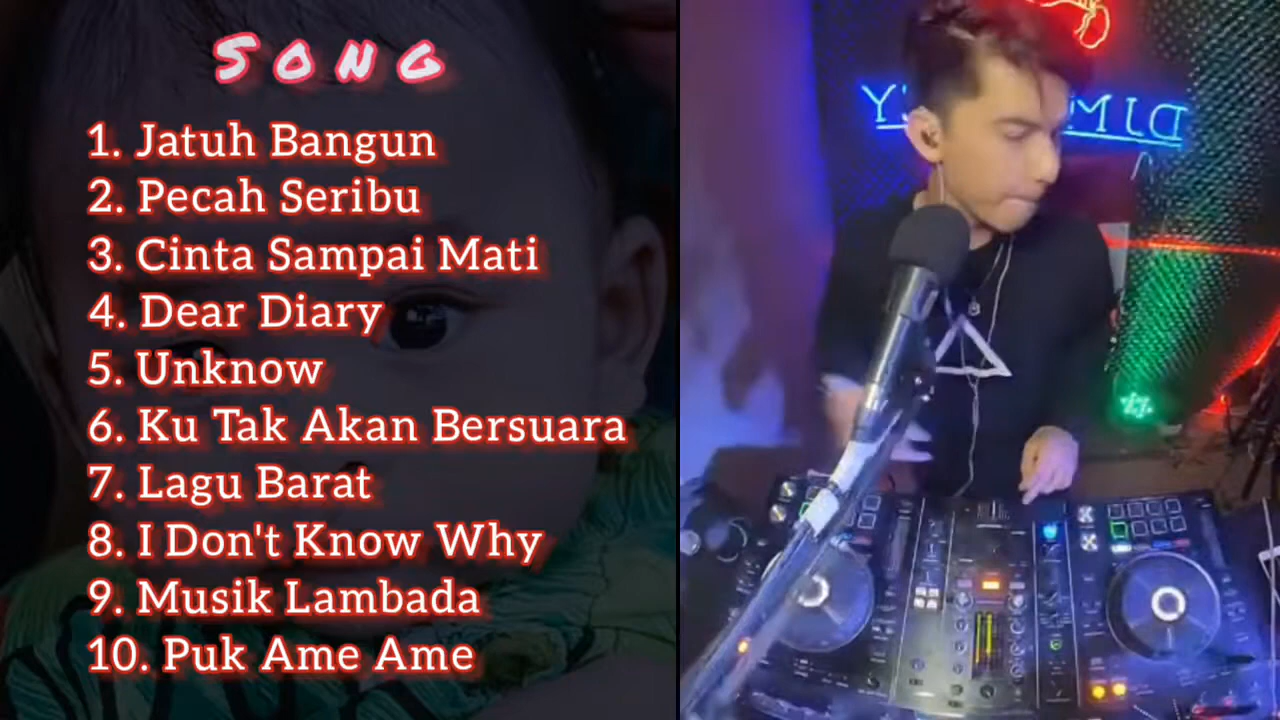 SONG
1. Jatuh Bangun
2. Pecah Seribu
3. Cinta Sampai Mati
4. Dear Diary
5. Unknow
6. Ku Tak Akan Bersuara
7. Lagu Barat
8. I Don't Know Why
9. Musik Lambada
10. Puk Ame Ame